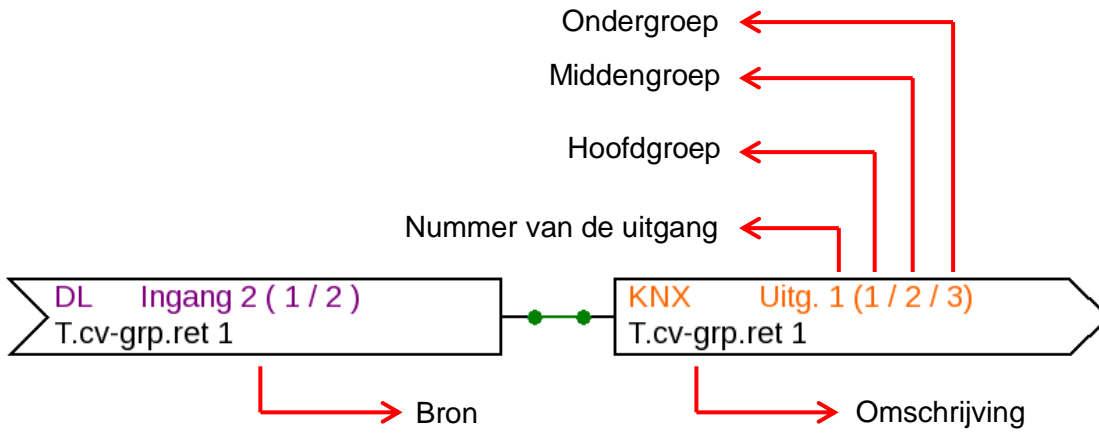 Ondergroep
Middengroep
Hoofdgroep
Nummer van de uitgang
DL Ingang 2 ( 1 / 2 )
T.cv-grp.ret 1
KNX Uitg. 1 (1 / 2 / 3)
T.cv-grp.ret 1
Bron
Omschrijving